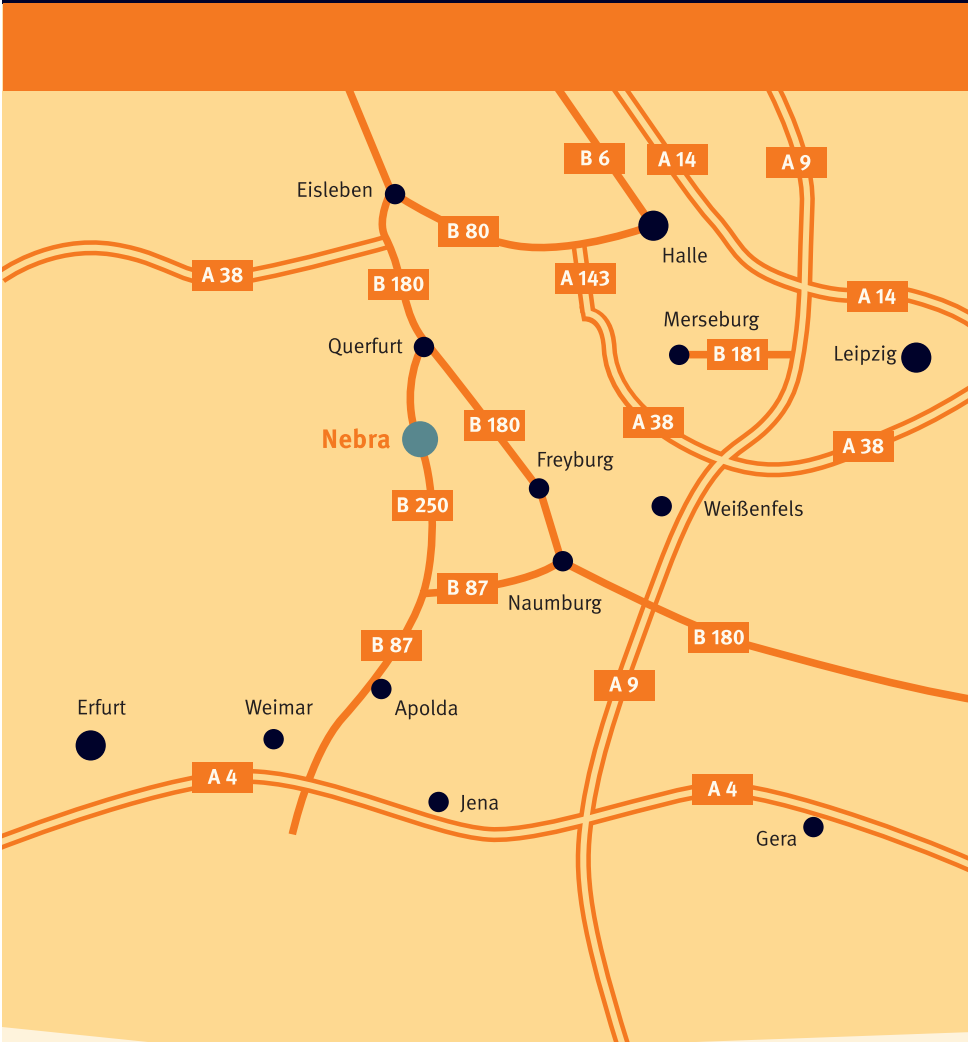 B 6
A 14
A 9
Eisleben
B 80
Halle
A 38
B 180
A 143
A 14
Merseburg
Querfurt
B 181
Leipzig
Nebra
B 180
A 38
A 38
Freyburg
B 250
Weißenfels
B 87
Naumburg
B 87
B 180
A 9
Erfurt
Weimar
Apolda
A 4
A 4
Jena
Gera